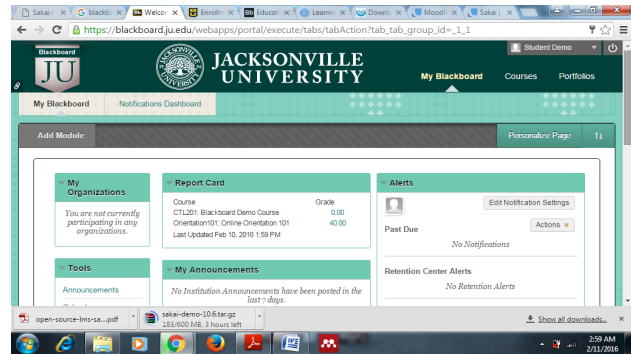 Sakai
blackb
Welcor
Enrollm
Educati
Learnin
Downlo
Moodl
Sakai
https://blackboard.ju.edu/webapps/portal/execute/tabs/tabAction?tab_tab_group_id=_1_1
Blackboard
JU
JACKSONVILLE
UNIVERSITY
Student Demo
My Blackboard
Courses
Portfolios
My Blackboard
Notifications Dashboard
Add Module
Personalize Page
My
Organizations
You are not currently
participating in any
organizations.
Tools
Announcements
Report Card
Course Grade
CTL201: Blackboard Demo Course 0.00
Orientation101: Online Orientation 101 40.00
Last Updated Feb 10, 2016 1:59 PM
My Announcements
No Institution Announcements have been posted in the
last 7 days.
Alerts
Edit Notification Settings
Actions
Past Due
No Notifications
Retention Center Alerts
No Retention Alerts
open-source-lms-sa....pdf
sakai-demo-10.6.tar.gz
183/600 MB, 3 hours left
Show all downloads...
2:59 AM
2/11/2016